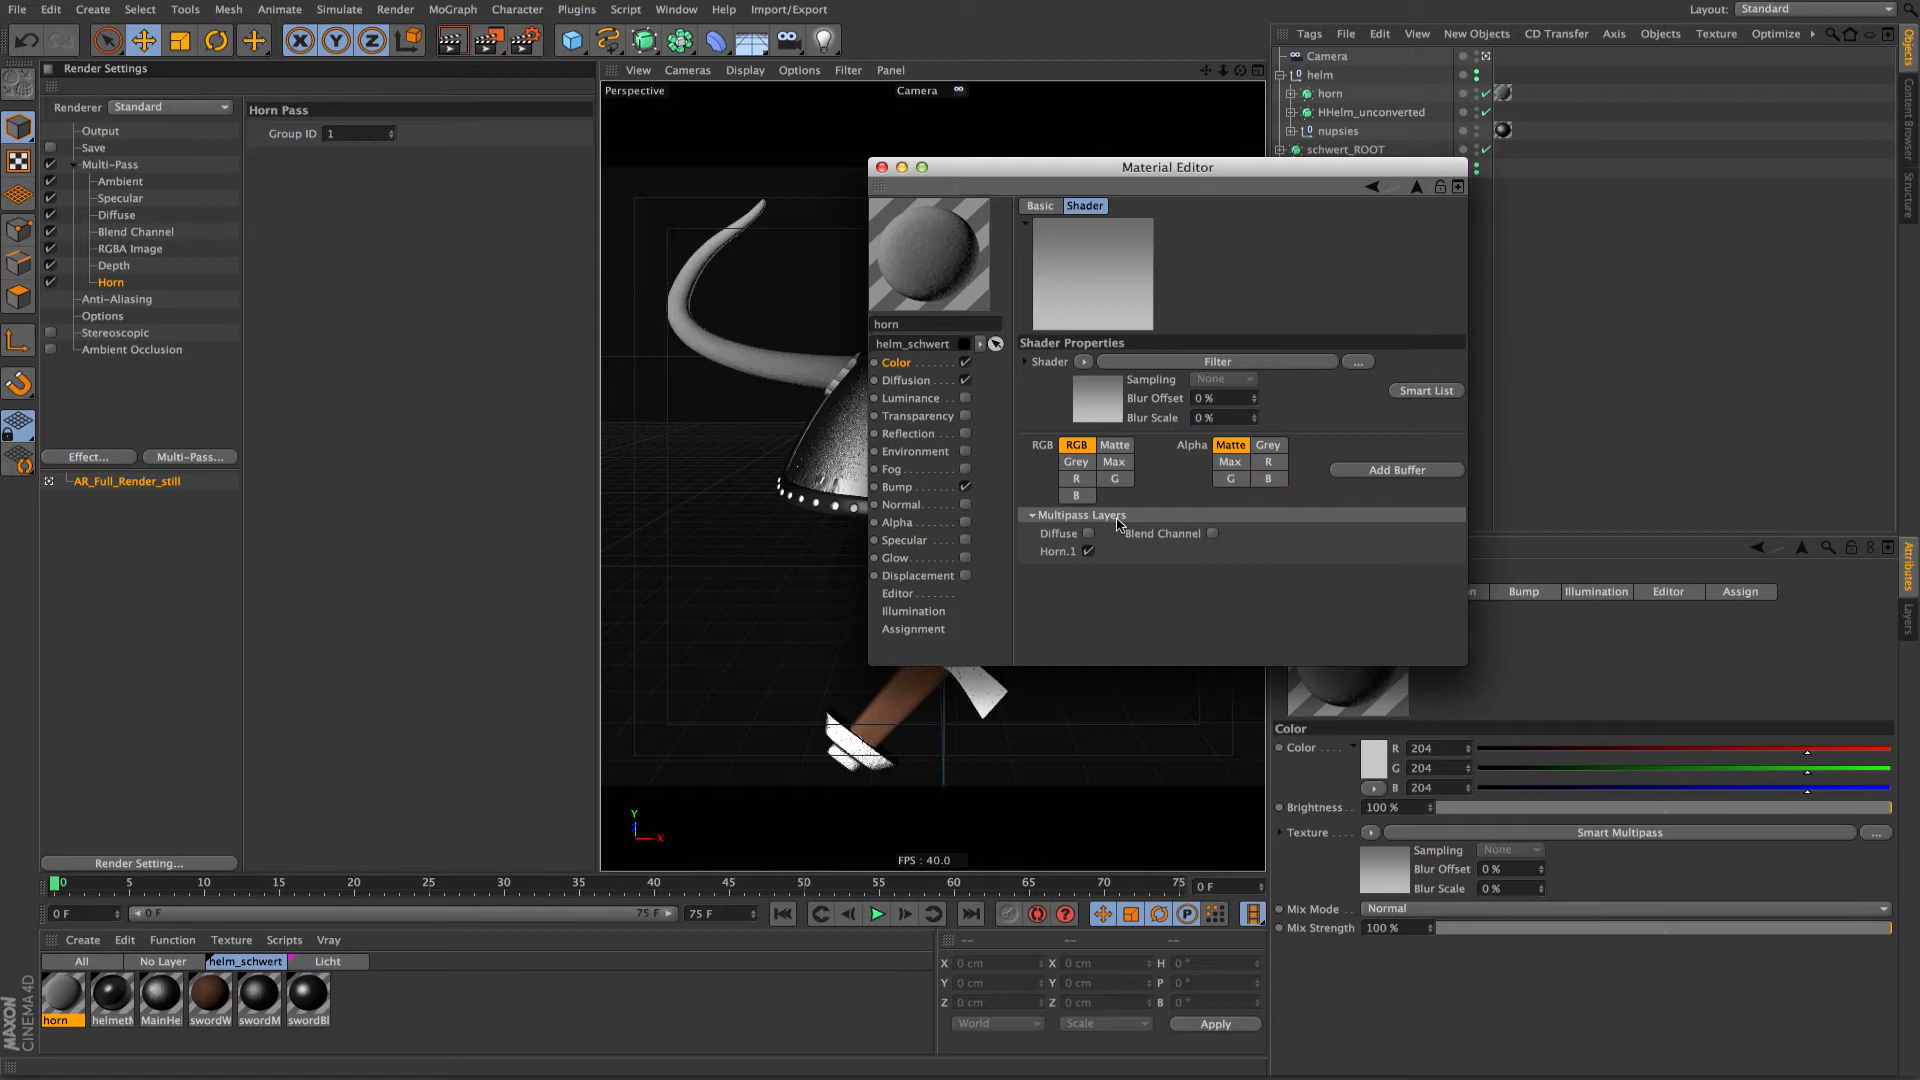 File Edit Create Select Tools Mesh Simulate Animate Render MoGraph Character Plugins Script Window Help Import/Export
Layout: Standard
Render Settings
Renderer Standard
Output
Save
Multi-Pass
Ambient
Specular
Diffuse
Blend Channel
RGBA Image
Depth
Horn
Anti-Aliasing
Options
Stereoscopic
Ambient Occlusion
Effect... Multi-Pass...
AR_Full_Render_still
Render Setting...
Horn Pass
Group ID 1
X Y Z
View Cameras Display Options Filter Panel
Perspective
Camera
Y
X
FPS : 40.0
Tags File Edit View New Objects CD Transfer Axis Objects Texture Optimize
Camera
helm
horn
HHelm_unconverted
nupsies
schwert_ROOT
Objects
Content Browser
Structure
Material Editor
horn
helm_schwert
Color
Diffusion
Luminance
Transparency
Reflection
Environment
Fog
Bump
Normal
Alpha
Specular
Glow
Displacement
Editor
Illumination
Assignment
Basic Shader
Shader Properties
Shader Filter ...
Sampling None
Blur Offset 0 %
Blur Scale 0 %
Smart List
RGB RGB Matte Alpha Matte Grey
Grey Max Max R
R G G B
B
Add Buffer
Multipass Layers
Diffuse Blend Channel
Horn.1
Bump Illumination Editor Assign
Attributes
Layers
Color
Color R 204
G 204
B 204
Brightness 100 %
Texture Smart Multipass ...
Sampling None
Blur Offset 0 %
Blur Scale 0 %
Mix Mode Normal
Mix Strength 100 %
0 5 10 15 20 25 30 35 40 45 50 55 60 65 70 75 0 F
0 F 0 F 75 F 75 F
P
Create Edit Function Texture Scripts Vray
All No Layer helm_schwert Licht
horn helmetM MainHe swordW swordM swordBl
-- -- --
X 0 cm X 0 cm H 0 °
Y 0 cm Y 0 cm P 0 °
Z 0 cm Z 0 cm B 0 °
World Scale Apply
MAXON
CINEMA 4D